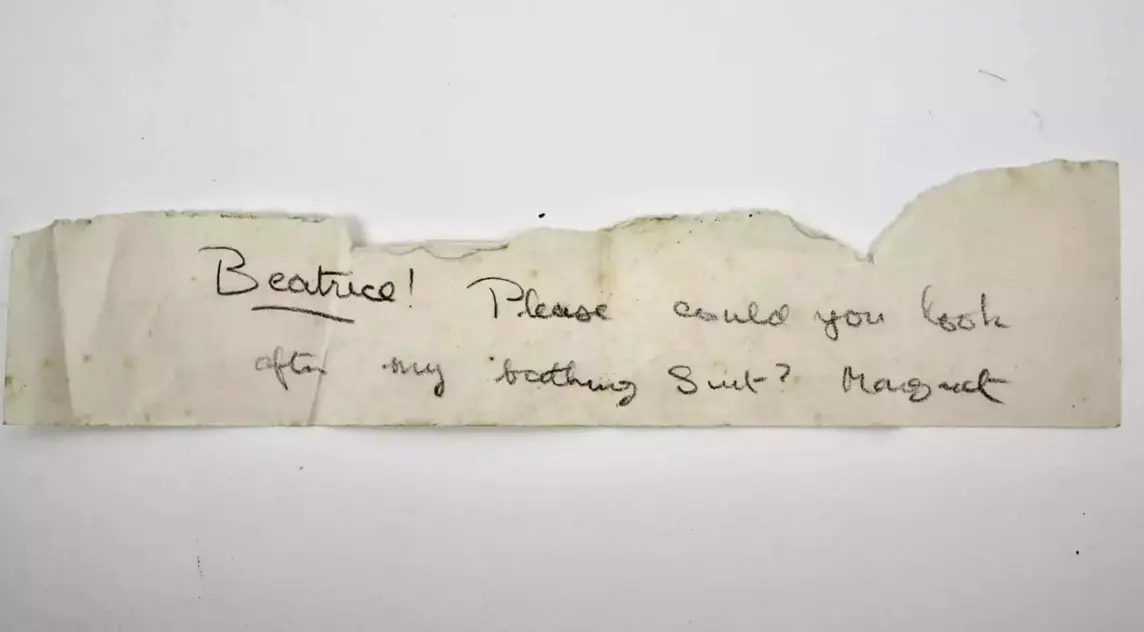 Beatrice! Please could you look
after my bathing Suit? Margaret